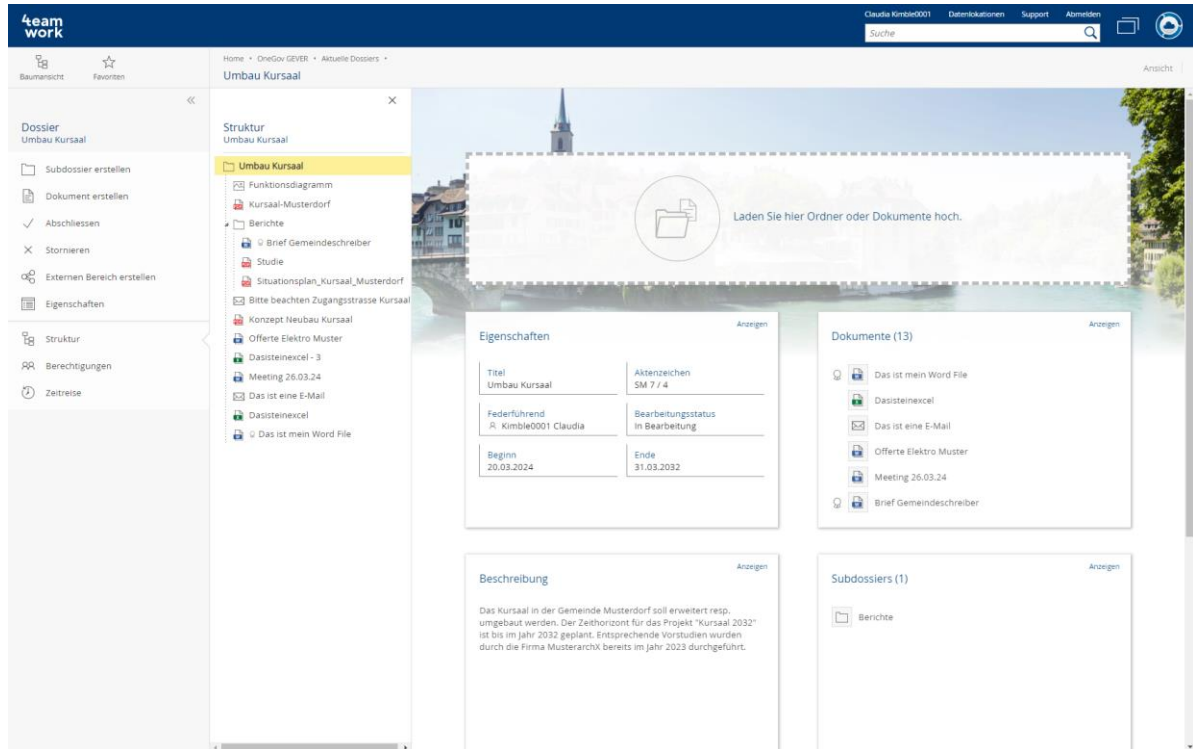 4team
work
Claudia Kimble0001 Datenlokationen Support Abmelden
Suche
Baumansicht Favoriten
Home • OneGov GEVER • Aktuelle Dossiers •
Umbau Kursaal
Ansicht
Dossier
Umbau Kursaal
Subdossier erstellen
Dokument erstellen
Abschliessen
Stornieren
Externen Bereich erstellen
Eigenschaften
Struktur
Berechtigungen
Zeitreise
Struktur
Umbau Kursaal
Umbau Kursaal
Funktionsdiagramm
Kursaal-Musterdorf
Berichte
Brief Gemeindeschreiber
Studie
Situationsplan_Kursaal_Musterdorf
Bitte beachten Zugangsstrasse Kursaal
Konzept Neubau Kursaal
Offerte Elektro Muster
Dasisteinexcel - 3
Meeting 26.03.24
Das ist eine E-Mail
Dasisteinexcel
Das ist mein Word File
Laden Sie hier Ordner oder Dokumente hoch.
Anzeigen
Eigenschaften
Titel
Umbau Kursaal
Aktenzeichen
SM 7 / 4
Federführend
Kimble0001 Claudia
Bearbeitungsstatus
In Bearbeitung
Beginn
20.03.2024
Ende
31.03.2032
Anzeigen
Dokumente (13)
Das ist mein Word File
Dasisteinexcel
Das ist eine E-Mail
Offerte Elektro Muster
Meeting 26.03.24
Brief Gemeindeschreiber
Anzeigen
Beschreibung
Das Kursaal in der Gemeinde Musterdorf soll erweitert resp.
umgebaut werden. Der Zeithorizont für das Projekt "Kursaal 2032"
ist bis im Jahr 2032 geplant. Entsprechende Vorstudien wurden
durch die Firma MusterarchX bereits im Jahr 2023 durchgeführt.
Anzeigen
Subdossiers (1)
Berichte